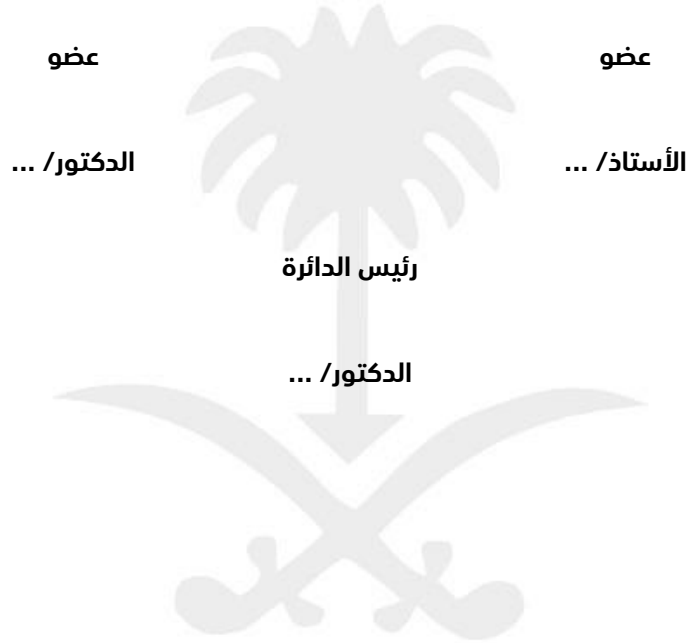 عضو عضو
الأستاذ/ ... الدكتور/ ...
رئيس الدائرة
الدكتور/ ...